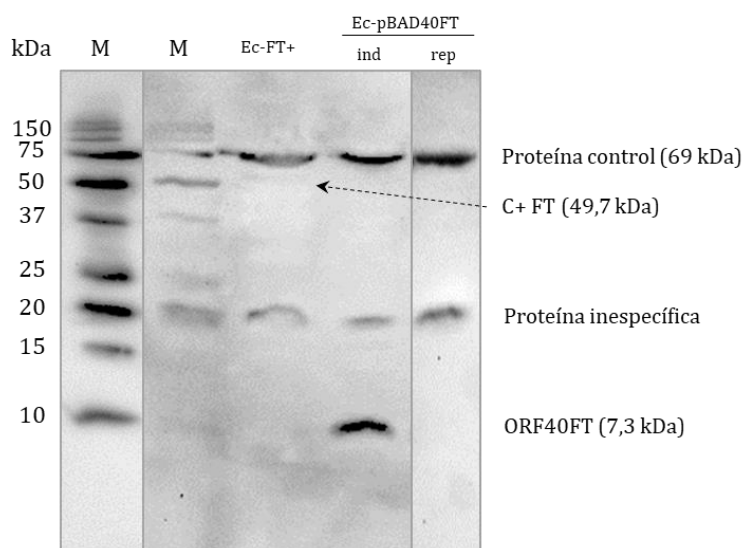 Ec-pBAD40FT
kDa M M Ec-FT+ ind rep
150
75 Proteína control (69 kDa)
50
C+ FT (49,7 kDa)
37
25
20 Proteína inespecífica
15
10 ORF40FT (7,3 kDa)